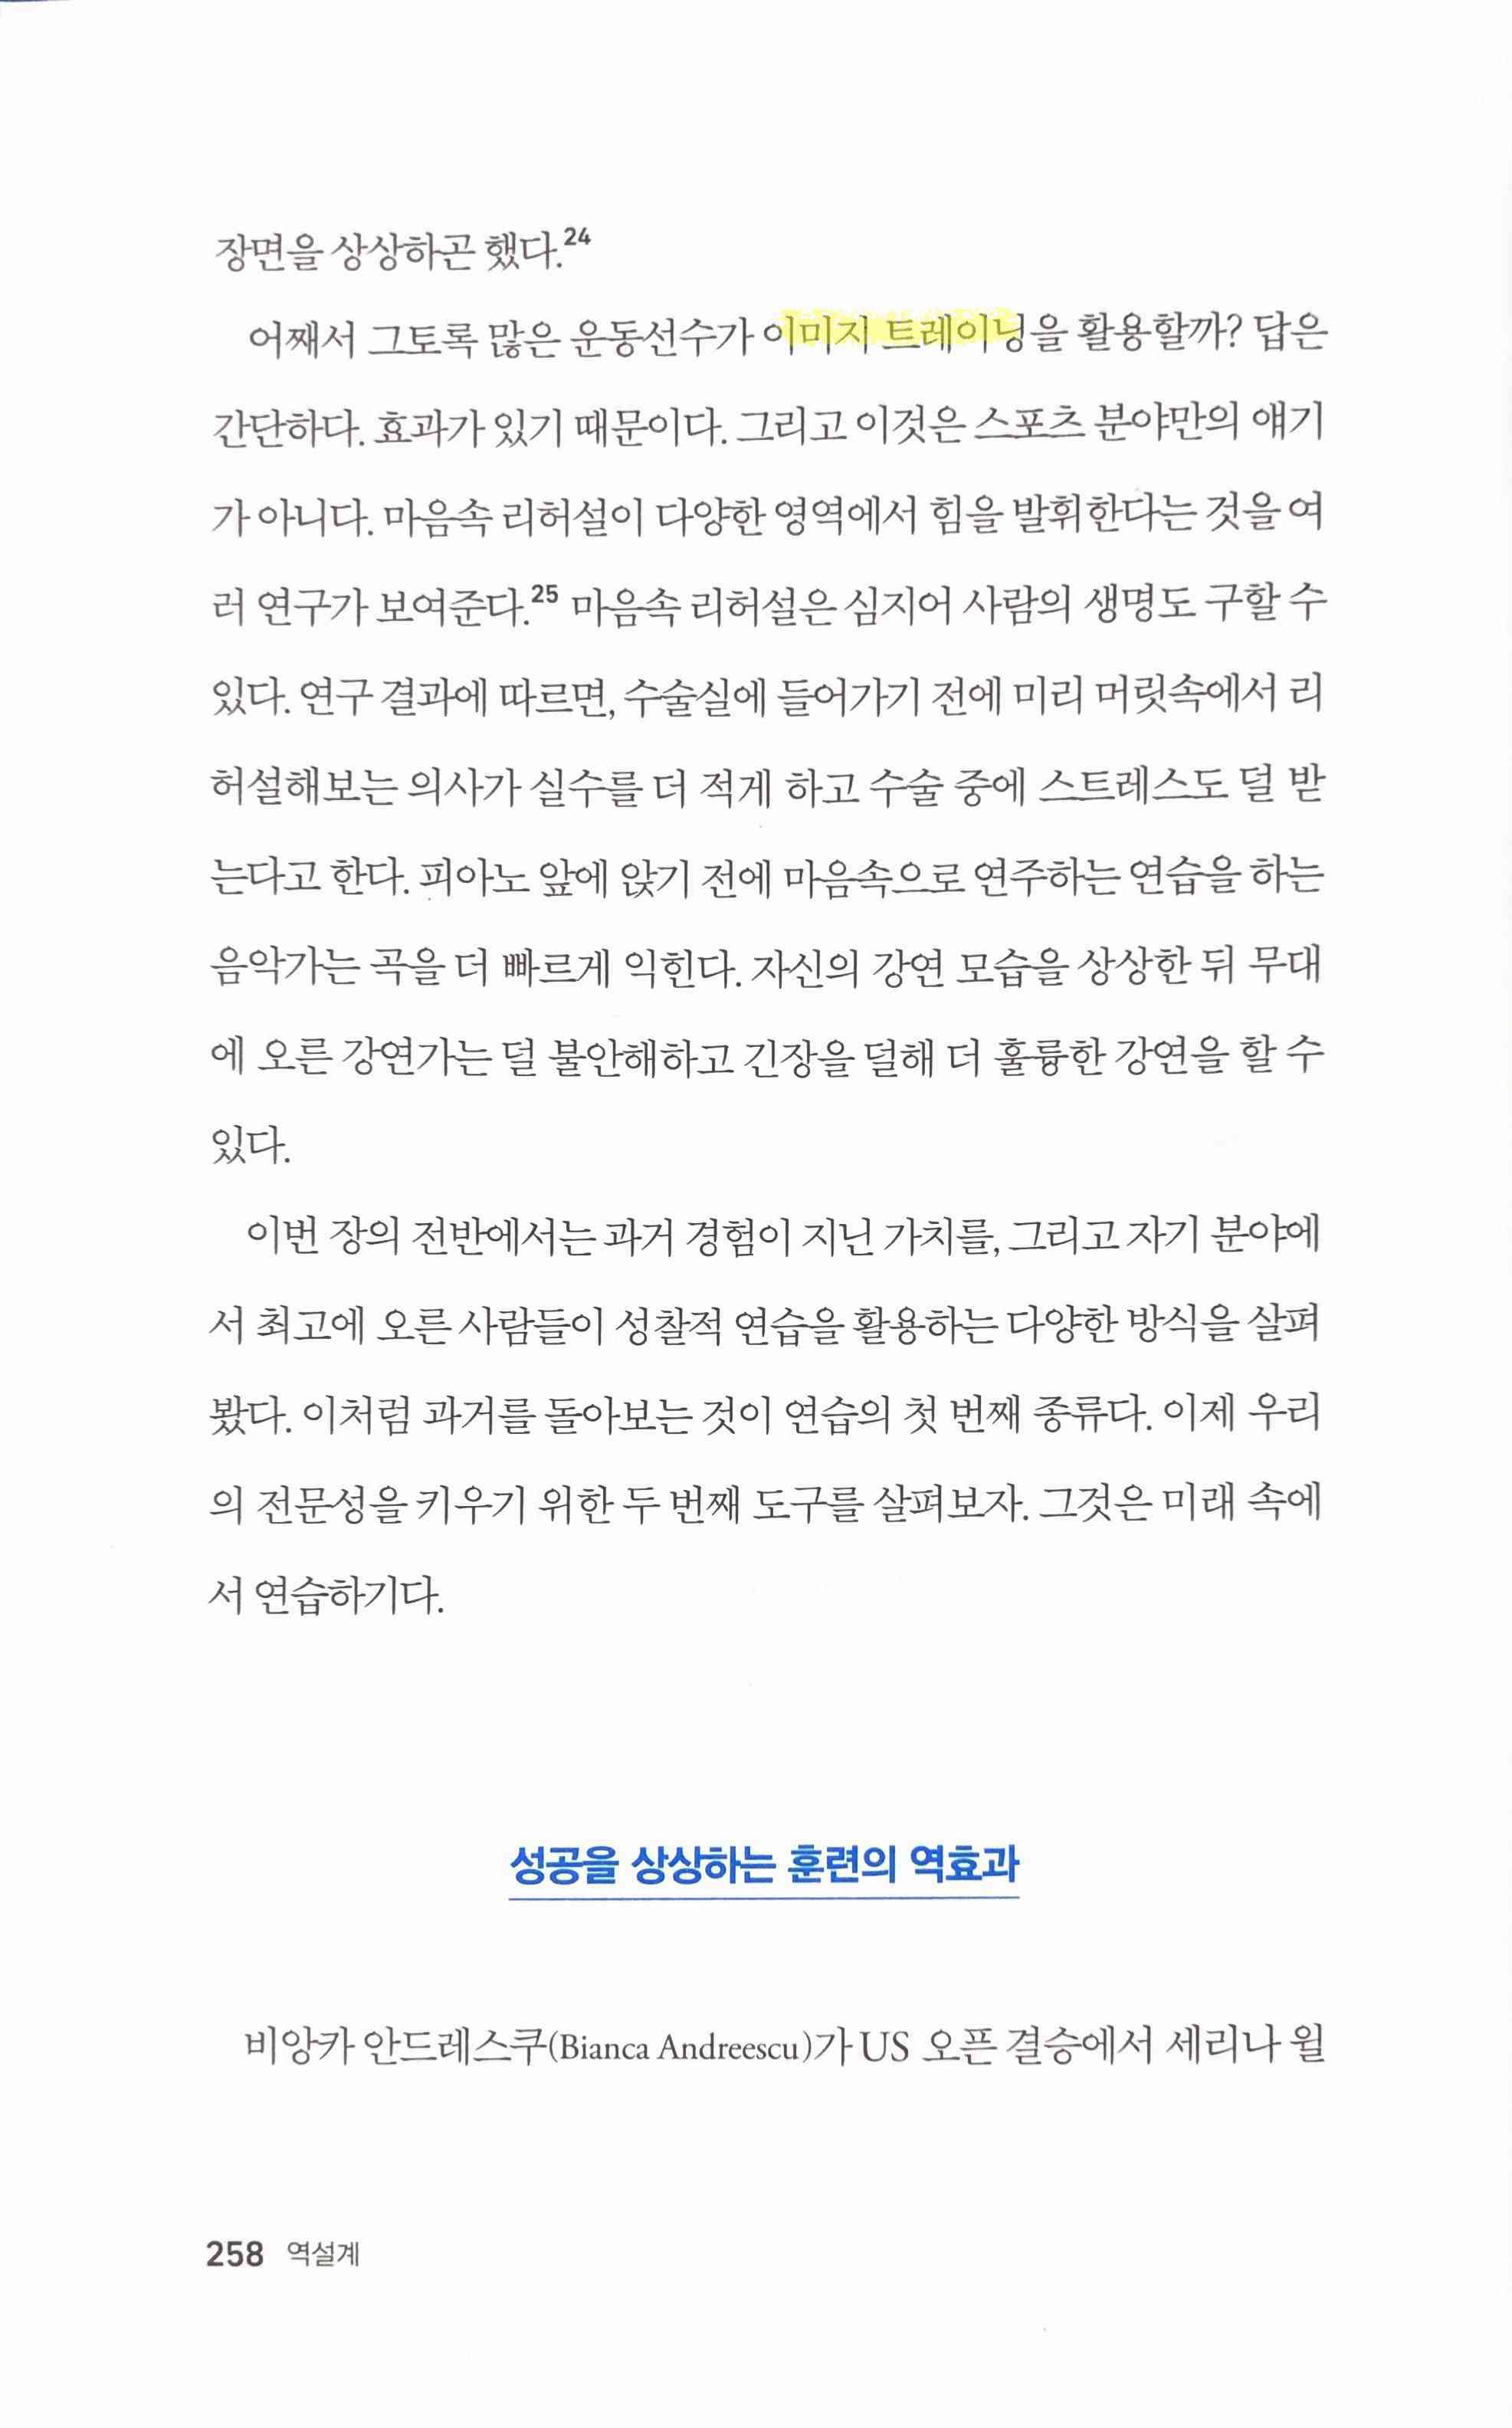 장면을 상상하곤 했다.24
어째서 그토록 많은 운동선수가 이미지 트레이닝을 활용할까? 답은
간단하다. 효과가 있기 때문이다. 그리고 이것은 스포츠 분야만의 얘기
가 아니다. 마음속 리허설이 다양한 영역에서 힘을 발휘한다는 것을 여
러 연구가 보여준다.25 마음속 리허설은 심지어 사람의 생명도 구할 수
있다. 연구 결과에 따르면, 수술실에 들어가기 전에 미리 머릿속에서 리
허설해보는 의사가 실수를 더 적게 하고 수술 중에 스트레스도 덜 받
는다고 한다. 피아노 앞에 앉기 전에 마음속으로 연주하는 연습을 하는
음악가는 곡을 더 빠르게 익힌다. 자신의 강연 모습을 상상한 뒤 무대
에 오른 강연가는 덜 불안해하고 긴장을 덜해 더 훌륭한 강연을 할 수
있다.
이번 장의 전반에서는 과거 경험이 지닌 가치를, 그리고 자기 분야에
서 최고에 오른 사람들이 성찰적 연습을 활용하는 다양한 방식을 살펴
봤다. 이처럼 과거를 돌아보는 것이 연습의 첫 번째 종류다. 이제 우리
의 전문성을 키우기 위한 두 번째 도구를 살펴보자. 그것은 미래 속에
서 연습하기다.
성공을 상상하는 훈련의 역효과
비앙카 안드레스쿠(Bianca Andreescu)가 US 오픈 결승에서 세리나 윌
258 역설계